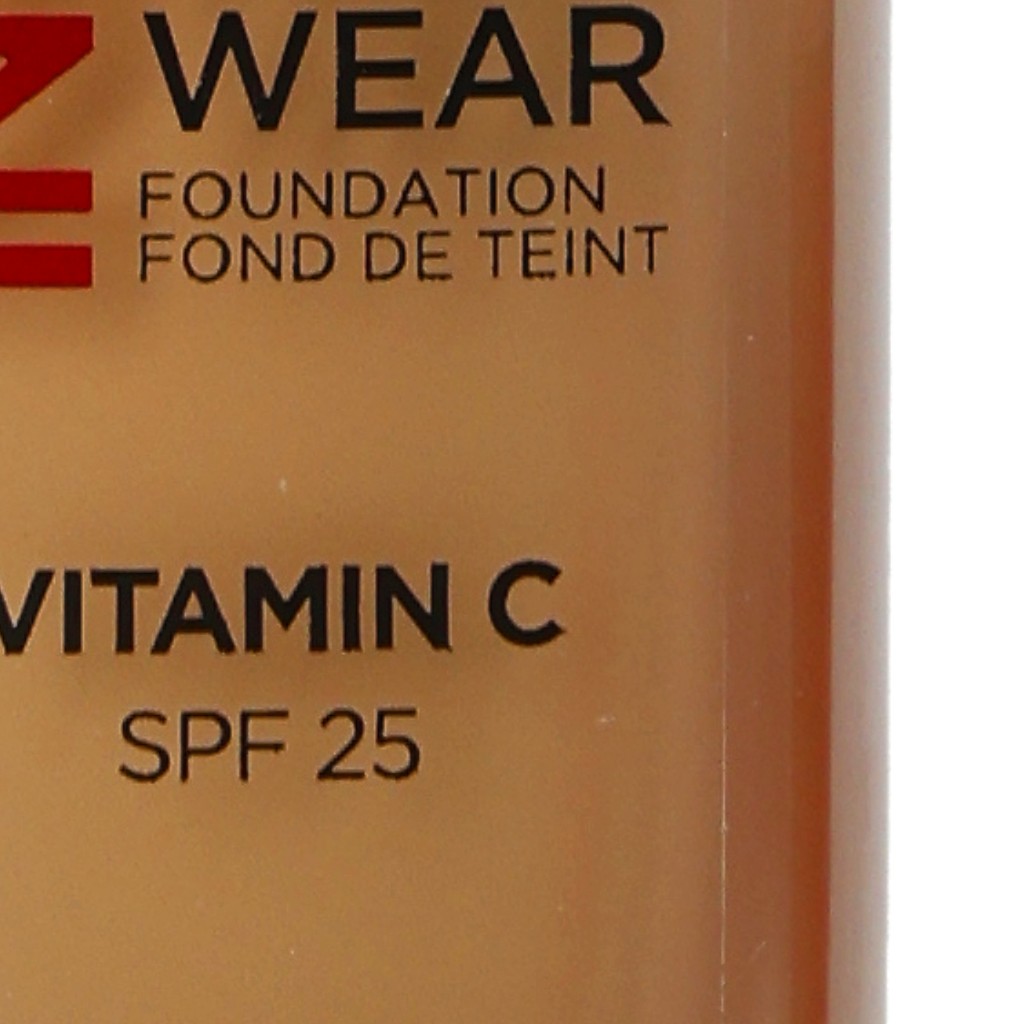 WEAR
FOUNDATION
FOND DE TEINT
VITAMIN C
SPF 25